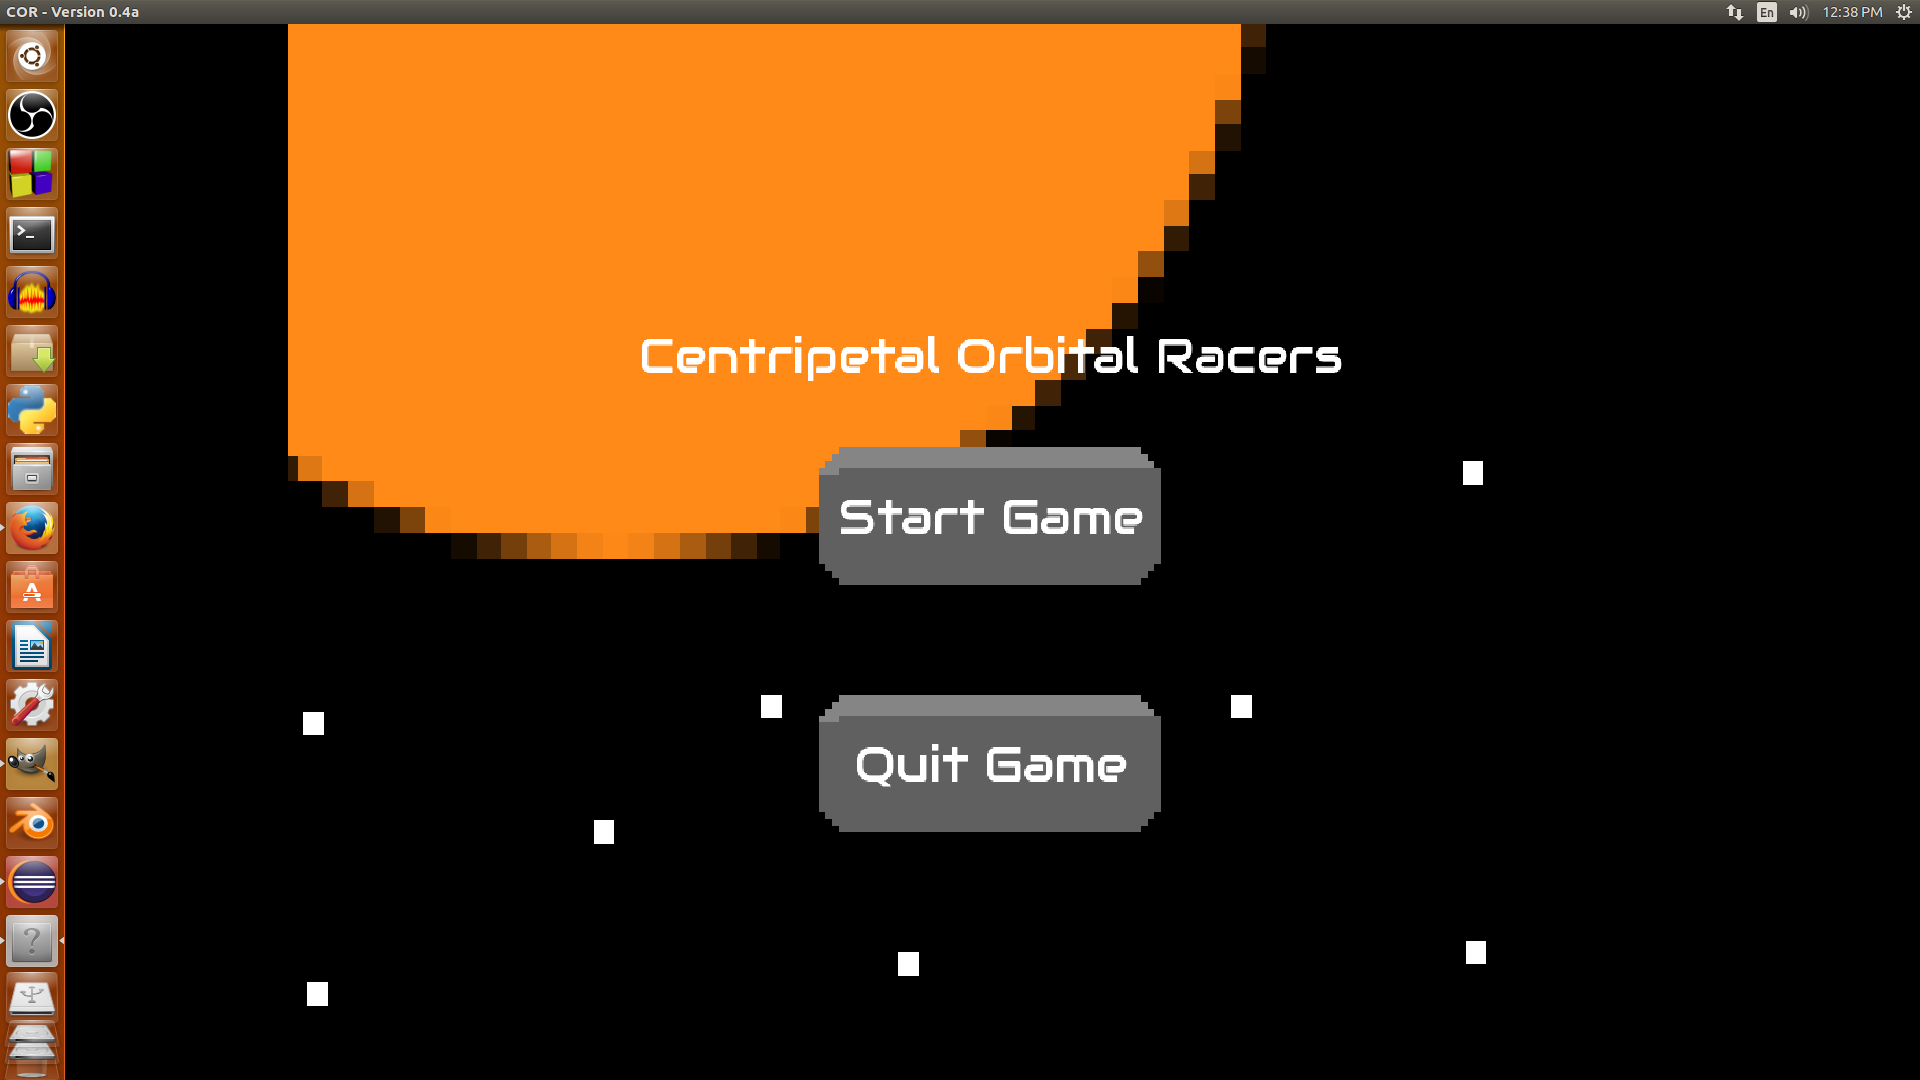 COR - Version 0.4a
En
12:38 PM
Centripetal Orbital Racers
Start Game
Quit Game